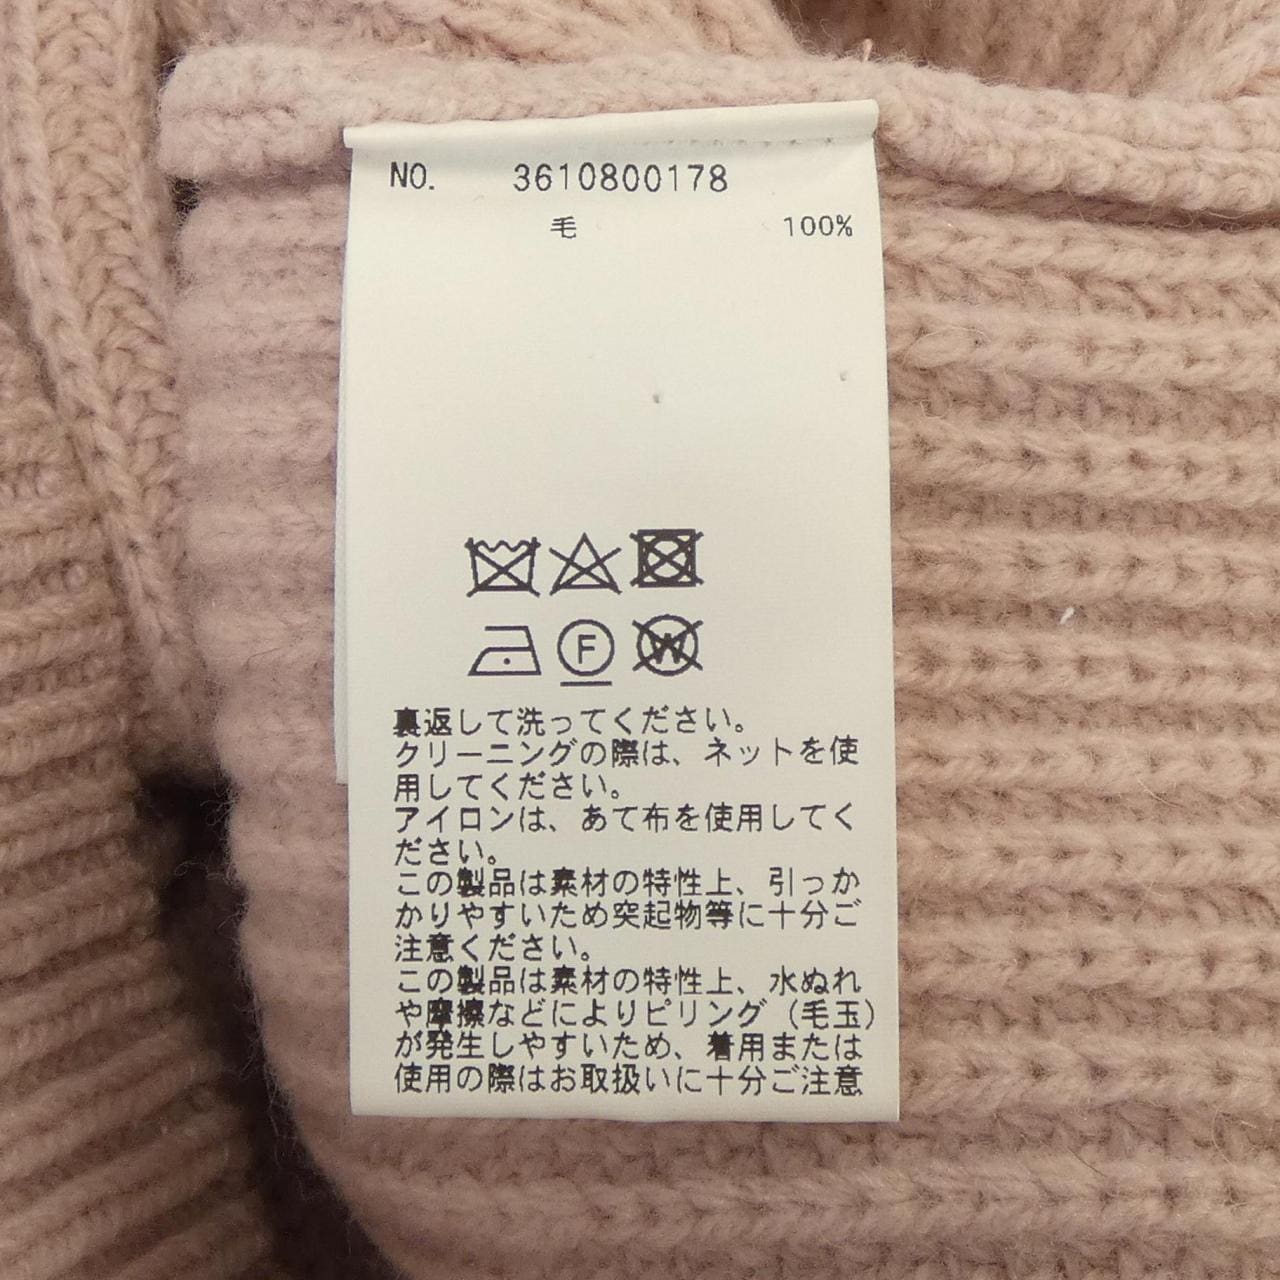 NO. 3610800178
毛 100%
F W
裏返して洗ってください。
クリーニングの際は、ネットを使
用してください。
アイロンは、あて布を使用してく
ださい。
この製品は素材の特性上、引っか
かりやすいため突起物等に十分ご
注意ください。
この製品は素材の特性上、水ぬれ
や摩擦などによりピリング(毛玉)
が発生しやすいため、着用または
使用の際はお取扱いに十分ご注意